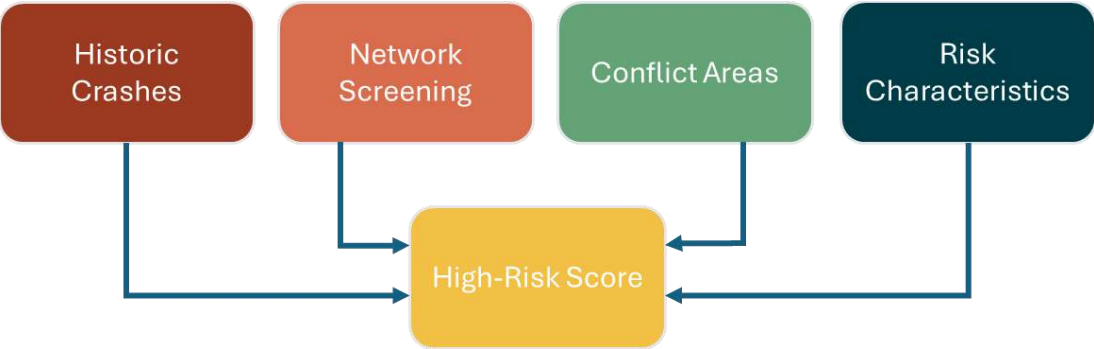 Historic
Crashes
Network
Screening
Conflict Areas
Risk
Characteristics
High-Risk Score